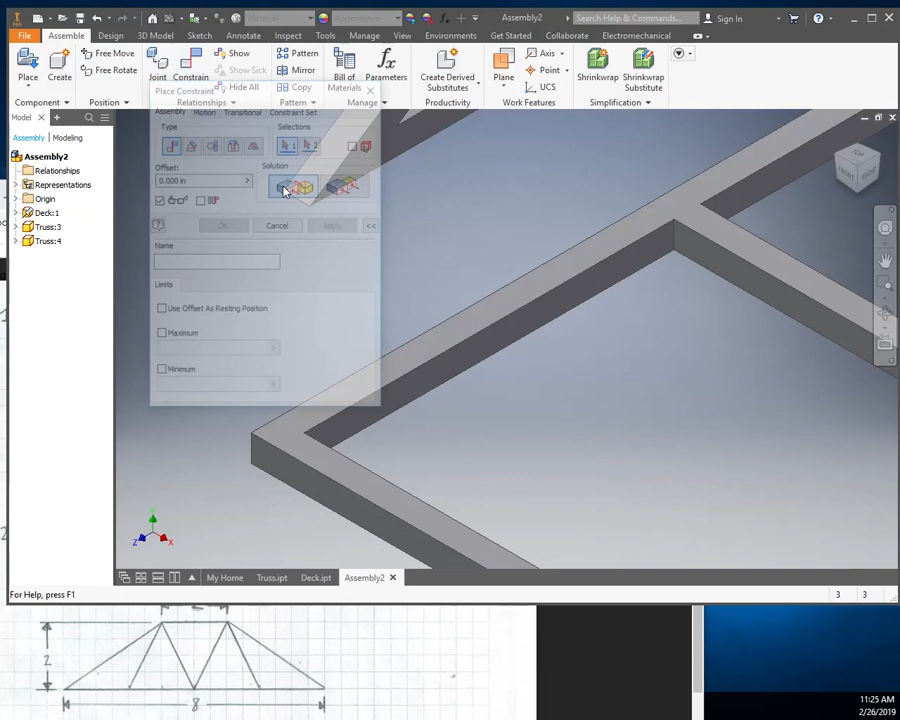 Material
Appearance
Assembly2
Search Help & Commands...
Sign In
File Assemble Design 3D Model Sketch Annotate Inspect Tools Manage View Environments Get Started Collaborate Electromechanical
Free Move
Free Rotate
Place Create
Joint Constrain
Show
Show Sick
Hide All
Pattern
Mirror
Copy
Bill of
Materials
Parameters
Create Derived
Substitutes
Plane
Axis
Point
UCS
Shrinkwrap
Shrinkwrap
Substitute
Component Position Relationships Pattern Manage Productivity Work Features Simplification
Model
Assembly Modeling
Assembly2
Relationships
Representations
Origin
Deck:1
Truss:3
Truss:4
Place Constraint
Assembly Motion Transitional Constraint Set
Type
Selections
1 2
Offset:
0.000 in
Solution
OK Cancel Apply <<
Name
Limits
Use Offset As Resting Position
Maximum
Minimum
TOP
Z X
My Home Truss.ipt Deck.ipt Assembly2
For Help, press F1
3 3
2
8
11:25 AM
2/26/2019